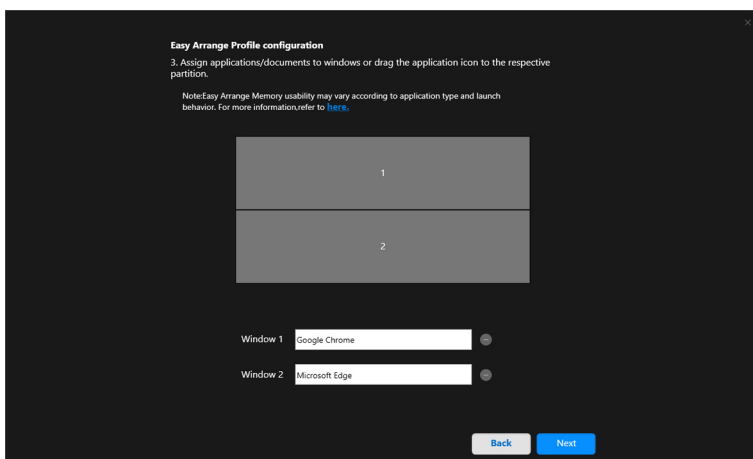 Easy Arrange Profile configuration
3. Assign applications/documents to windows or drag the application icon to the respective
partition.
Note:Easy Arrange Memory usability may vary according to application type and launch
behavior. For more information,refer to here.
1
2
Window 1 Google Chrome
Window 2 Microsoft Edge
Back Next